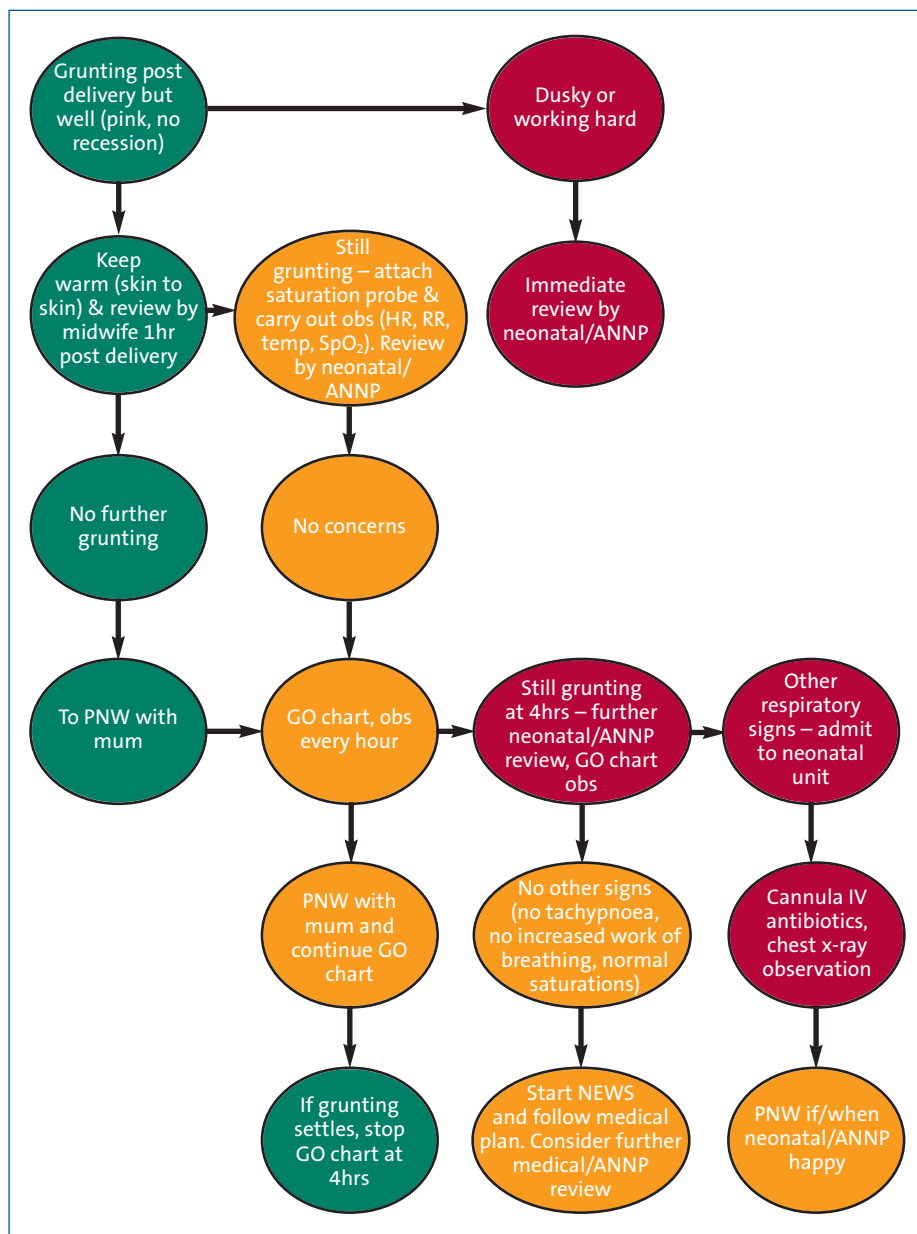 Grunting post
delivery but
well (pink, no
recession)
Dusky or
working hard
Keep
warm (skin to
skin) & review by
midwife 1hr
post delivery
Still
grunting – attach
saturation probe &
carry out obs (HR, RR,
temp, SpO₂). Review
by neonatal/
ANNP
Immediate
review by
neonatal/ANNP
No further
grunting
No concerns
To PNW with
mum
GO chart, obs
every hour
Still grunting
at 4hrs – further
neonatal/ANNP
review, GO chart
obs
Other
respiratory
signs – admit
to neonatal
unit
PNW with
mum and
continue GO
chart
No other signs
(no tachypnoea,
no increased work of
breathing, normal
saturations)
Cannula IV
antibiotics,
chest x-ray
observation
If grunting
settles, stop
GO chart at
4hrs
Start NEWS
and follow medical
plan. Consider further
medical/ANNP
review
PNW if/when
neonatal/ANNP
happy